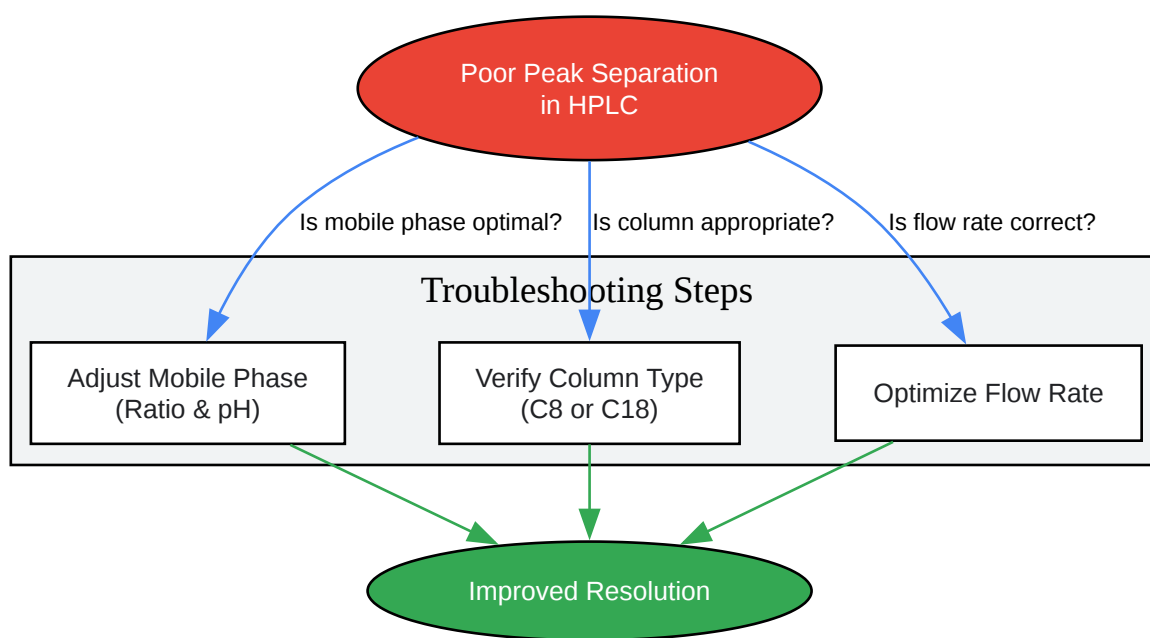 Poor Peak Separation
in HPLC
Is mobile phase optimal?
Is column appropriate?
Is flow rate correct?
Troubleshooting Steps
Adjust Mobile Phase
(Ratio & pH)
Verify Column Type
(C8 or C18)
Optimize Flow Rate
Improved Resolution